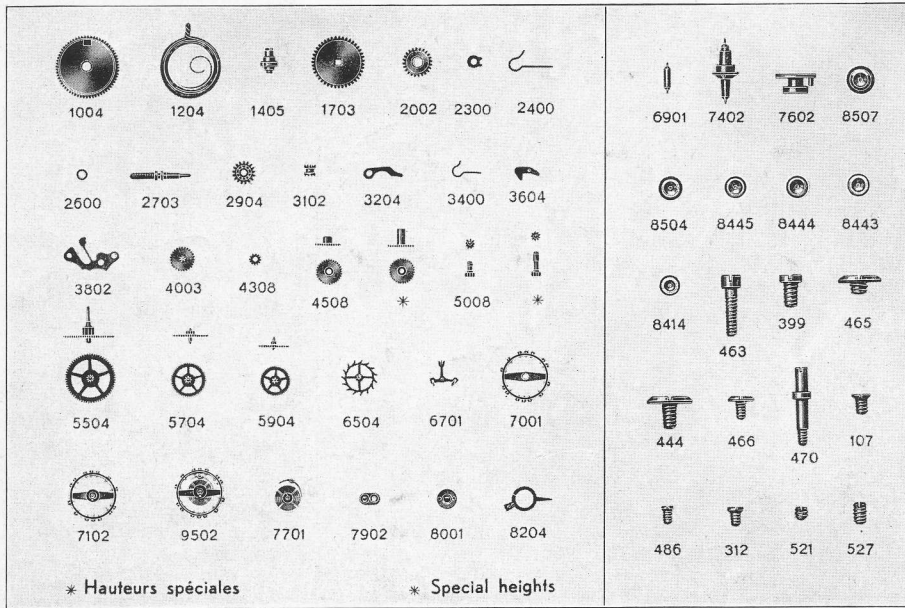 1004 1204 1405 1703 2002 2300 2400
2600 2703 2904 3102 3204 3400 3604
3802 4003 4308 4508 * 5008 *
5504 5704 5904 6504 6701 7001
7102 9502 7701 7902 8001 8204
* Hauteurs spéciales * Special heights
6901 7402 7602 8507
8504 8445 8444 8443
8414 463 399 465
444 466 470 107
486 312 521 527